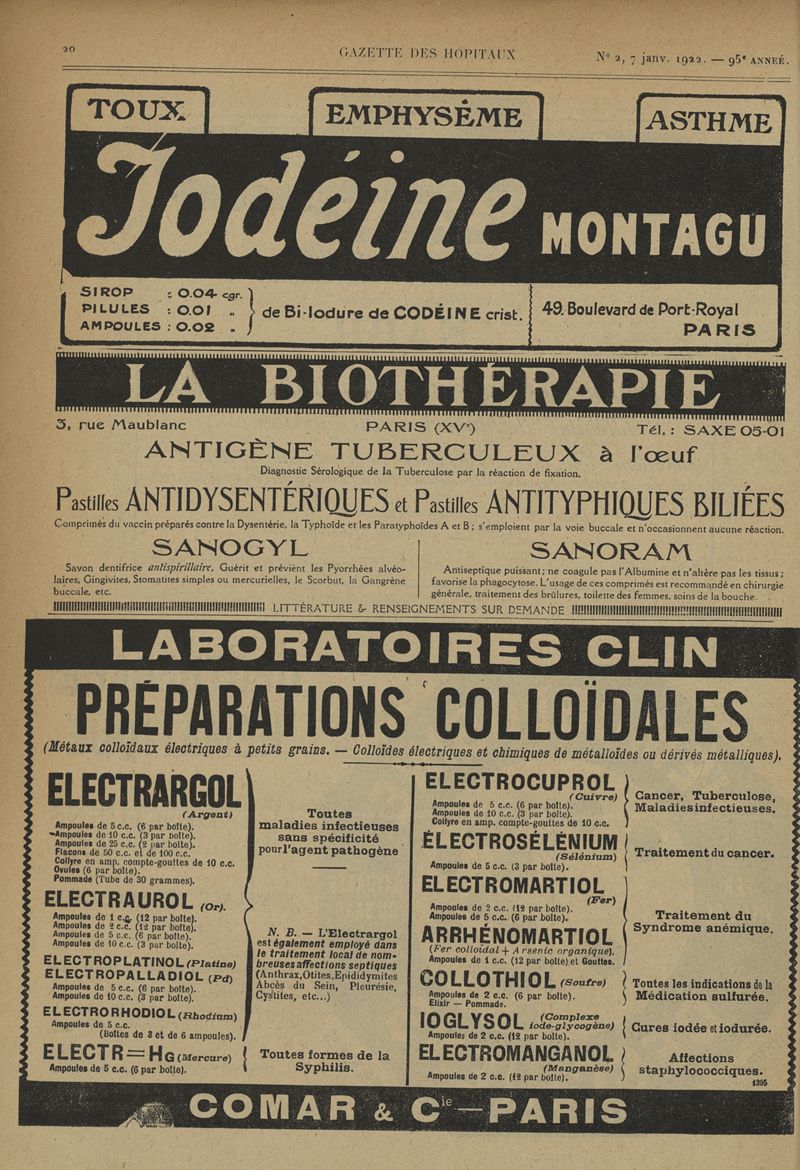 20
GAZETTE DES HOPITAUX
N° 2, 7 janv. 1922. — 95e ANNEÉ.
TOUX
EMPHYSÈME
ASTHME
Iodéine MONTAGU
SIROP : 0.04 cgr.
PILULES : 0.01 „
AMPOULES : 0.02 „
de Bi-Iodure de CODÉINE crist.
49. Boulevard de Port-Royal
PARIS
LA BIOTHÉRAPIE
3, rue Maublanc
PARIS (XVe)
Tél. : SAXE 05-01
ANTIGÈNE TUBERCULEUX à l'œuf
Diagnostic Sérologique de la Tuberculose par la réaction de fixation.
Pastilles ANTIDYSENTÉRIQUES et Pastilles ANTITYPHIQUES BILIÉES
Comprimés du vaccin préparés contre la Dysentérie, la Typhoïde et les Paratyphoïdes A et B ; s'emploient par la voie buccale et n'occasionnent aucune réaction.
SANOGYL
Savon dentifrice antispirillaire, Guérit et prévient les Pyorrhées alvéo-
laires, Gingivites, Stomatites simples ou mercurielles, le Scorbut, la Gangrène
buccale, etc.
SANORAM
Antiseptique puissant ; ne coagule pas l'Albumine et n'altère pas les tissus ;
favorise la phagocytose. L'usage de ces comprimés est recommandé en chirurgie
générale, traitement des brûlures, toilette des femmes, soins de la bouche.
LITTÉRATURE & RENSEIGNEMENTS SUR DEMANDE
LABORATOIRES CLIN
PRÉPARATIONS COLLOÏDALES
(Métaux colloïdaux électriques à petits grains. — Colloïdes électriques et chimiques de métalloïdes ou dérivés métalliques).
ELECTRARGOL
(Argent)
Ampoules de 5 c.c. (6 par boîte).
Ampoules de 10 c.c. (3 par boîte).
Ampoules de 25 c.c. (2 par boîte).
Flacons de 50 c.c. et de 100 c.c.
Collyre en amp. compte-gouttes de 10 c.c.
Ovules (6 par boîte).
Pommade (Tube de 30 grammes).
ELECTRAUROL (Or).
Ampoules de 1 c.c. (12 par boîte).
Ampoules de 2 c.c. (12 par boîte).
Ampoules de 5 c.c. (6 par boîte).
Ampoules de 10 c.c. (3 par boîte).
ELECTROPLATINOL (Platine)
ELECTROPALLADIOL (Pd)
Ampoules de 5 c.c. (6 par boîte).
Ampoules de 10 c.c. (3 par boîte).
ELECTRORHODIOL (Rhodium)
Ampoules de 5 c.c.
(Boîtes de 3 et de 6 ampoules).
Toutes
maladies infectieuses
sans spécificité
pour l'agent pathogène
N. B. — L'Electrargol
est également employé dans
le traitement local de nom-
breuses affections septiques
(Anthrax, Otites, Epididymites
Abcès du Sein, Pleurésie,
Cystites, etc...)
ELECTR=HG (Mercure)
Ampoules de 5 c.c. (6 par boîte).
Toutes formes de la
Syphilis.
ELECTROCUPROL
(Cuivre)
Ampoules de 5 c.c. (6 par boîte).
Ampoules de 10 c.c. (3 par boîte).
Collyre en amp. compte-gouttes de 10 c.c.
Cancer, Tuberculose,
Maladies infectieuses.
ÉLECTROSÉLÉNIUM
(Sélénium)
Ampoules de 5 c.c. (3 par boîte).
Traitement du cancer.
ELECTROMARTIOL
(Fer)
Ampoules de 2 c.c. (12 par boîte).
Ampoules de 5 c.c. (6 par boîte).
ARRHÉNOMARTIOL
(Fer colloïdal + Arsenic organique).
Ampoules de 1 c.c. (12 par boîte) et Gouttes.
Traitement du
Syndrome anémique.
COLLOTHIOL (Soufre)
Ampoules de 2 c.c. (6 par boîte).
Elixir — Pommade.
Toutes les indications de la
Médication sulfurée.
IOGLYSOL (Complexe
iode-glycogène)
Ampoules de 2 c.c. (12 par boîte).
Cures iodée et iodurée.
ELECTROMANGANOL
(Manganèse)
Ampoules de 2 c.c. (12 par boîte).
Affections
staphylococciques.
1395
COMAR & Cie — PARIS